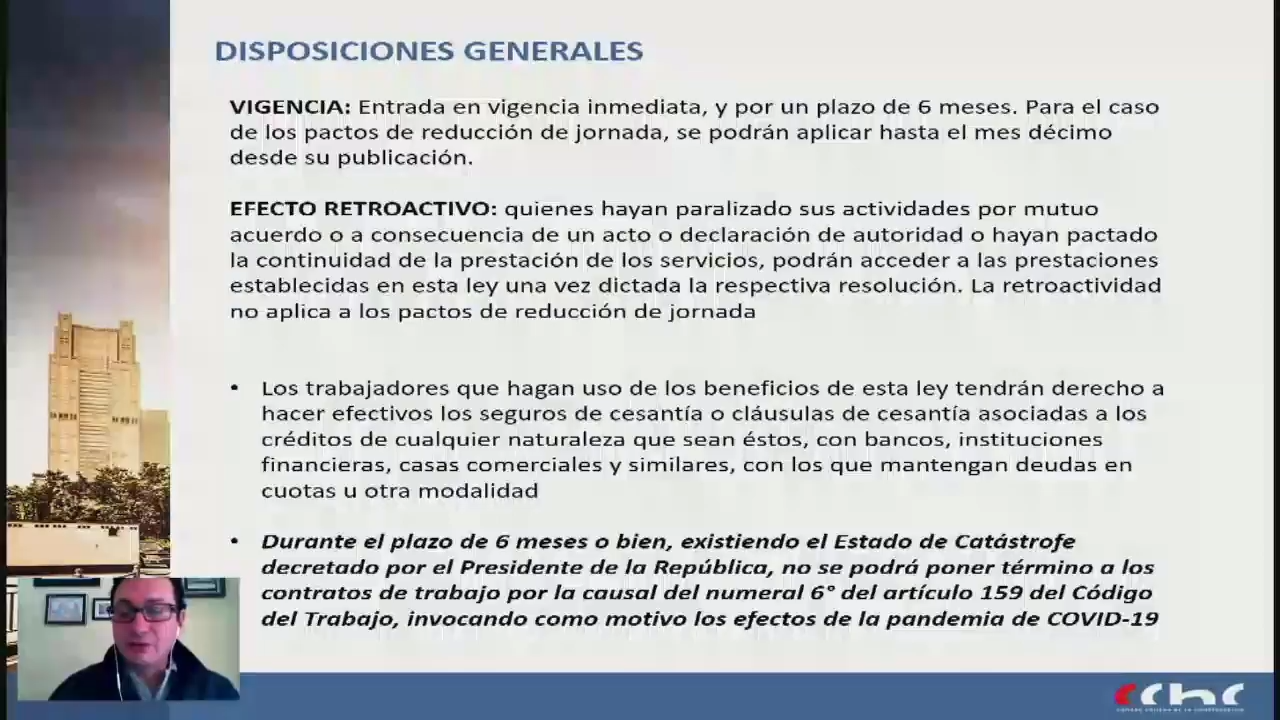 DISPOSICIONES GENERALES
VIGENCIA: Entrada en vigencia inmediata, y por un plazo de 6 meses. Para el caso
de los pactos de reducción de jornada, se podrán aplicar hasta el mes décimo
desde su publicación.
EFECTO RETROACTIVO: quienes hayan paralizado sus actividades por mutuo
acuerdo o a consecuencia de un acto o declaración de autoridad o hayan pactado
la continuidad de la prestación de los servicios, podrán acceder a las prestaciones
establecidas en esta ley una vez dictada la respectiva resolución. La retroactividad
no aplica a los pactos de reducción de jornada
• Los trabajadores que hagan uso de los beneficios de esta ley tendrán derecho a
hacer efectivos los seguros de cesantía o cláusulas de cesantía asociadas a los
créditos de cualquier naturaleza que sean éstos, con bancos, instituciones
financieras, casas comerciales y similares, con los que mantengan deudas en
cuotas u otra modalidad
• Durante el plazo de 6 meses o bien, existiendo el Estado de Catástrofe
decretado por el Presidente de la República, no se podrá poner término a los
contratos de trabajo por la causal del numeral 6° del artículo 159 del Código
del Trabajo, invocando como motivo los efectos de la pandemia de COVID-19
cchc